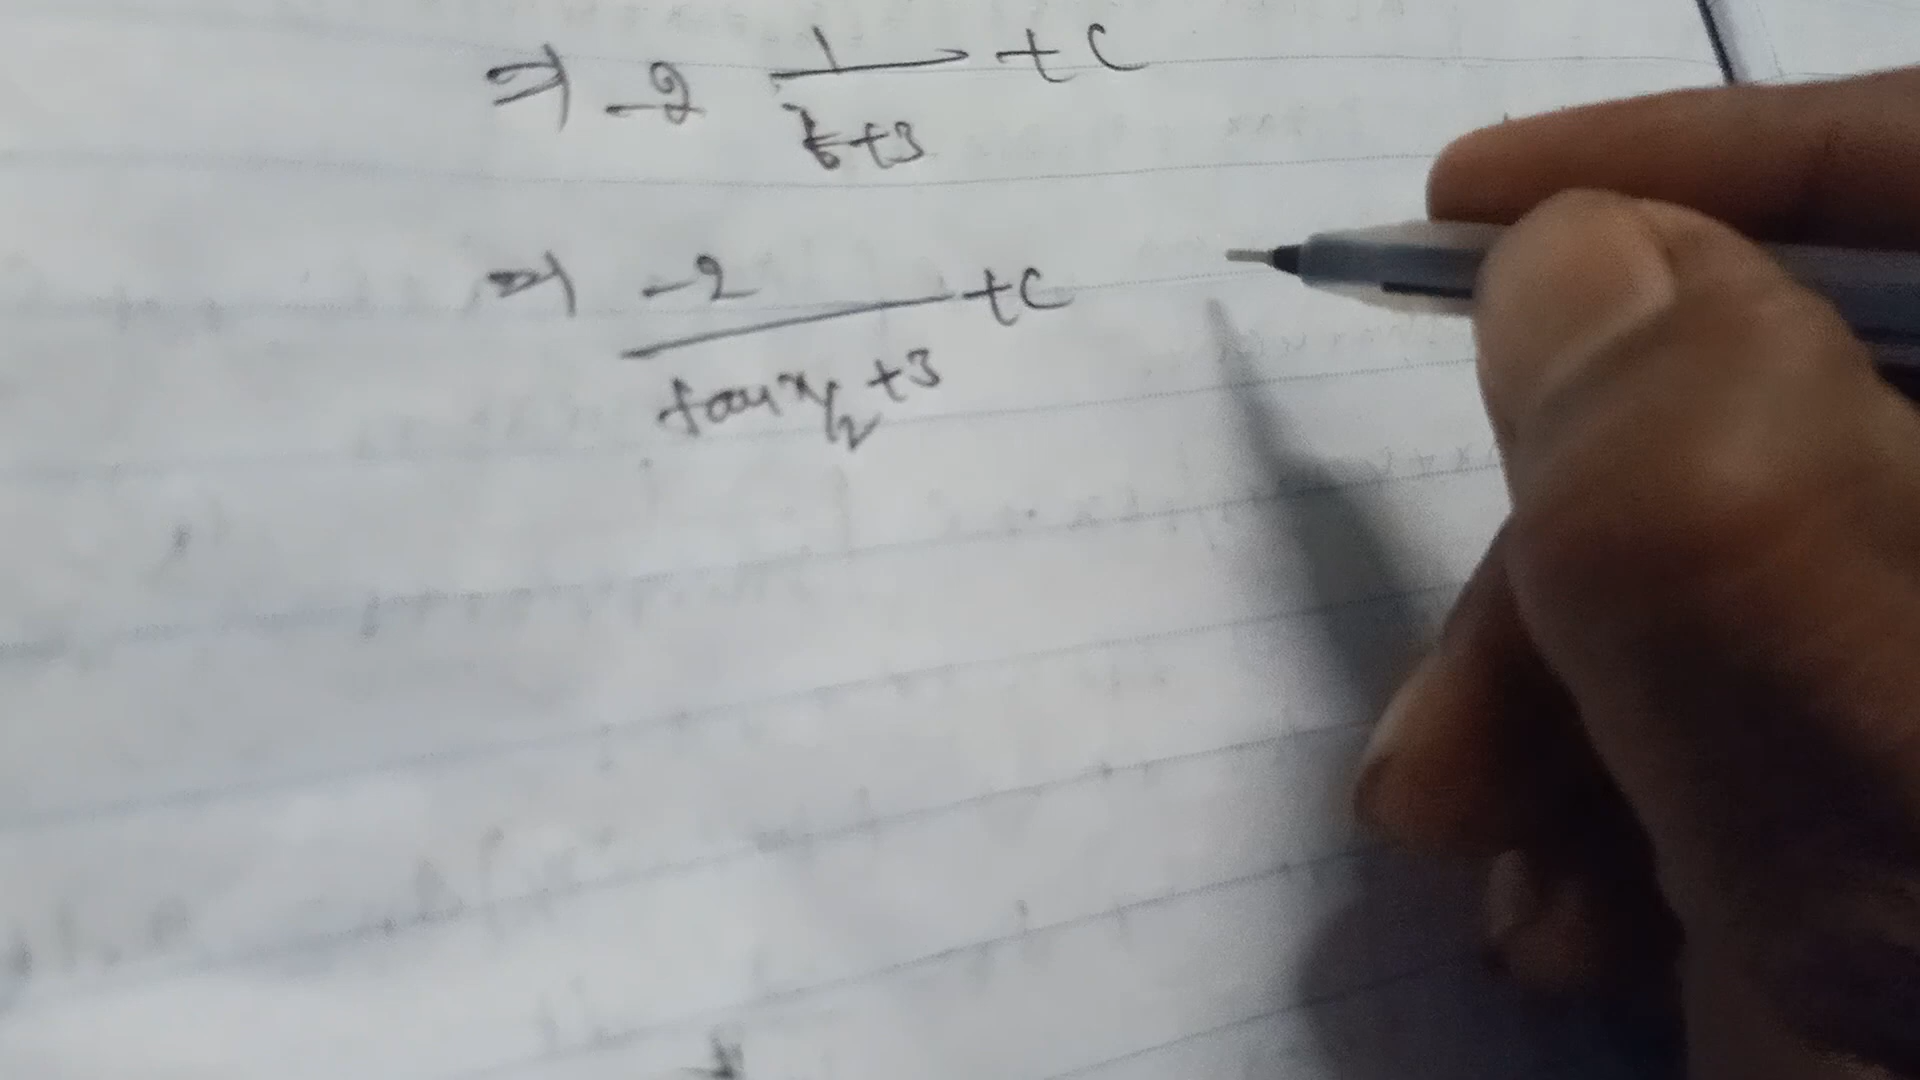 ⇒ -2 1/(t+3) + C
⇒ -2/(tan x/2 + 3) + C